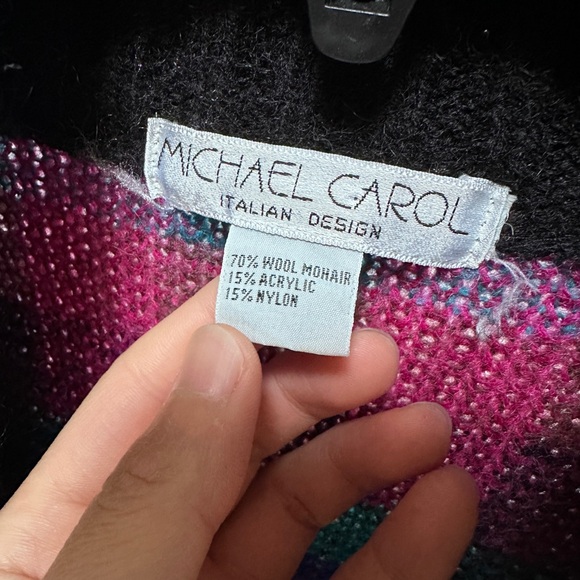 MICHAEL CAROL
ITALIAN DESIGN
70% WOOL MOHAIR
15% ACRYLIC
15% NYLON